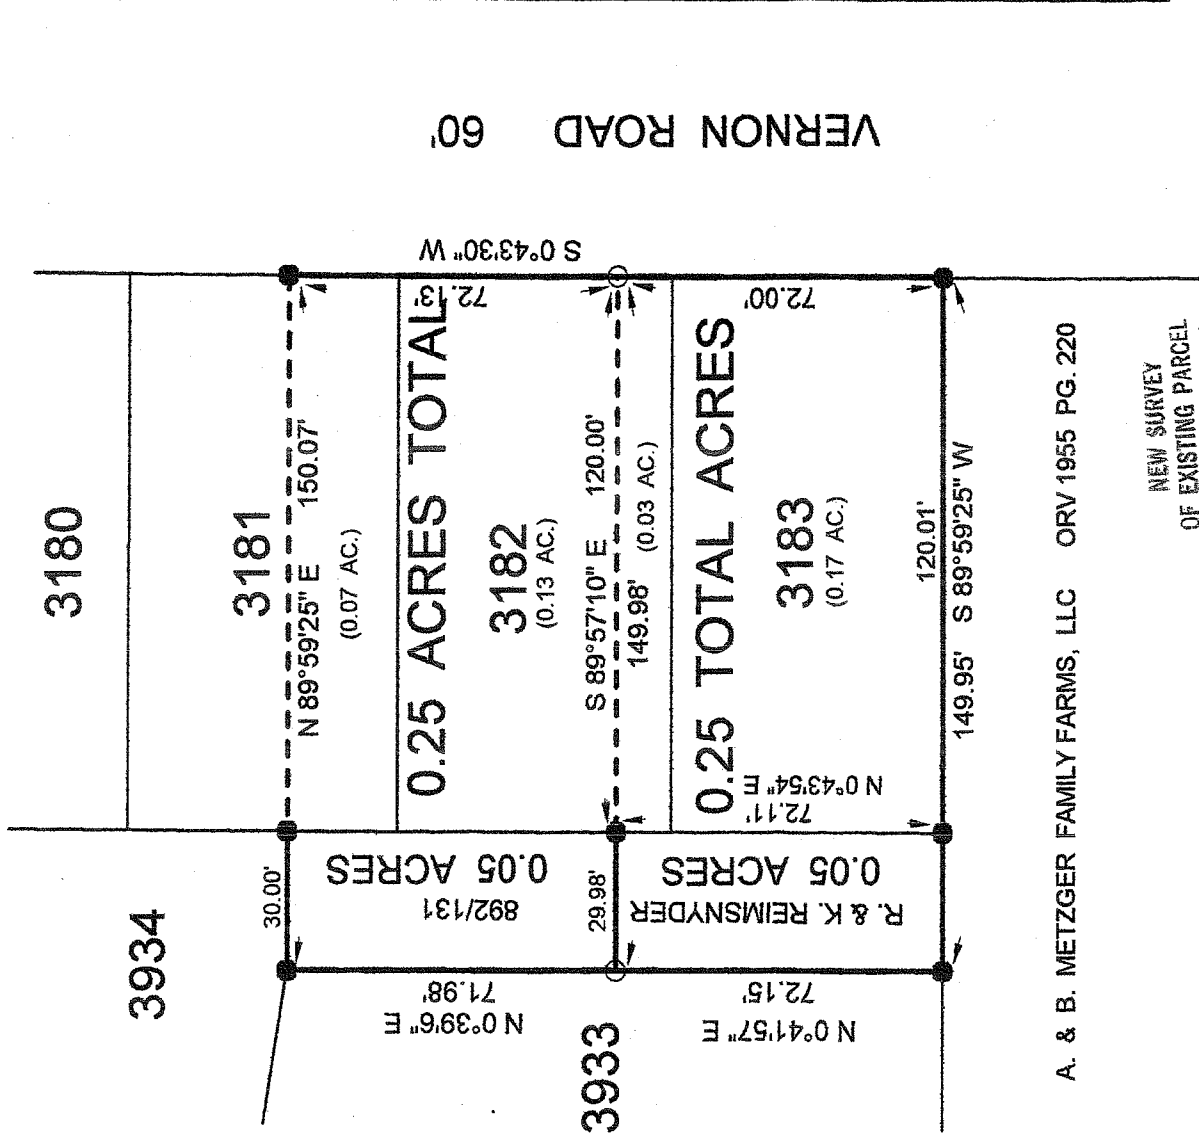 VERNON ROAD 60'
S 0°43'30" W
72.13'
72.00'
3180
3181
N 89°59'25" E 150.07'
(0.07 AC.)
0.25 ACRES TOTAL
3182
(0.13 AC.)
S 89°57'10" E 120.00'
149.98' (0.03 AC.)
0.25 TOTAL ACRES
3183
(0.17 AC.)
120.01'
149.95' S 89°59'25" W
N 0°43'54" E
72.11'
30.00'
0.05 ACRES
892/131
29.98'
0.05 ACRES
R. & K. REIMSNYDER
3934
71.98'
N 0°39'6" E
72.15'
N 0°41'57" E
3933
A. & B. METZGER FAMILY FARMS, LLC ORV 1955 PG. 220
NEW SURVEY
OF EXISTING PARCEL